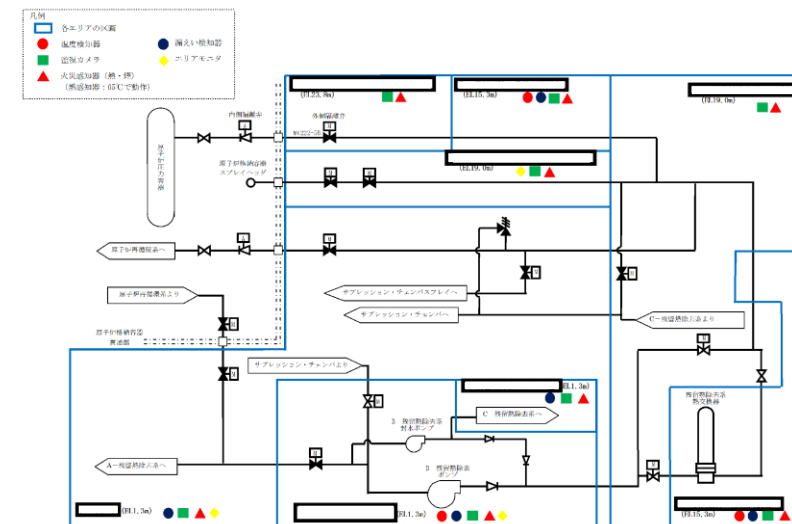 凡例
各エリアの区画
温度検知器
漏えい検知器
監視カメラ
エリアモニタ
火災感知器（熱・煙）
（熱感知器：65℃で動作）
(EL23.8m)
(EL15.3m)
(EL19.0m)
内側隔離弁
外側隔離弁
原子炉圧力容器
原子炉格納容器
スプレイヘッダ
(EL19.0m)
原子炉再循環系へ
サプレッション・チェンバスプレイへ
原子炉再循環系より
サプレッション・チェンバへ
C－残留熱除去系より
原子炉格納容器
貫通部
サプレッション・チェンバより
(EL1.3m)
残留熱除去系
熱交換器
残留熱除去系
封水ポンプ
C 残留熱除去系へ
A－残留熱除去系へ
残留熱除去系
ポンプ
(EL1.3m)
(EL1.3m)
(EL15.3m)